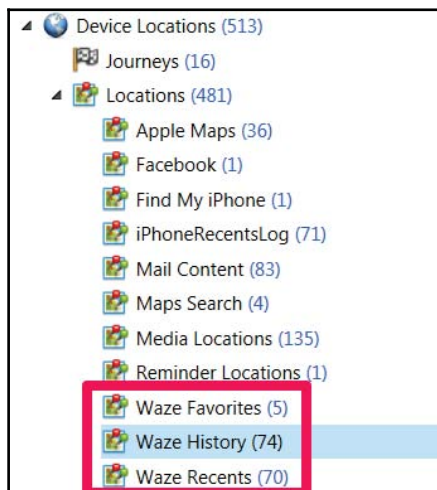 Device Locations (513)
Journeys (16)
Locations (481)
Apple Maps (36)
Facebook (1)
Find My iPhone (1)
iPhoneRecentsLog (71)
Mail Content (83)
Maps Search (4)
Media Locations (135)
Reminder Locations (1)
Waze Favorites (5)
Waze History (74)
Waze Recents (70)